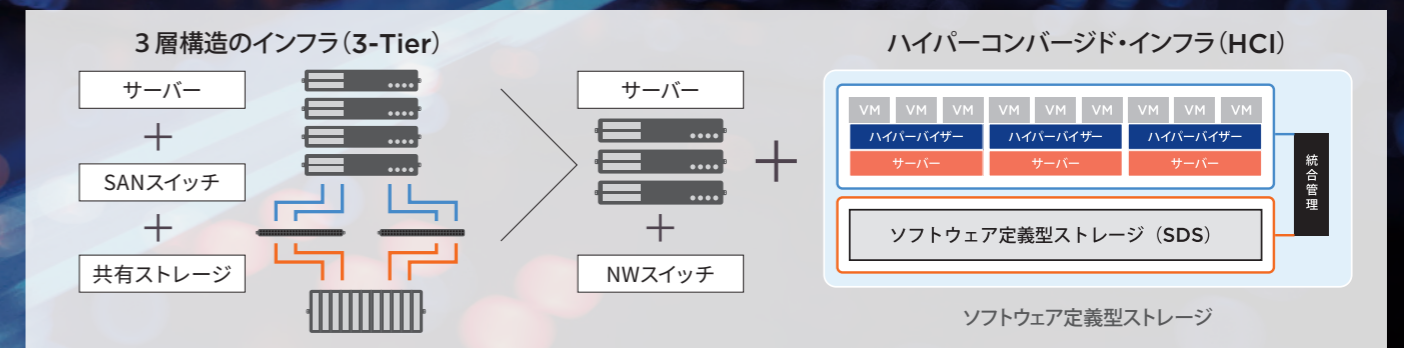 3層構造のインフラ(3-Tier)
サーバー
+
SANスイッチ
+
共有ストレージ
サーバー
+
NWスイッチ
+
ハイパーコンバージド・インフラ(HCI)
VM VM VM VM VM VM VM VM VM
ハイパーバイザー ハイパーバイザー ハイパーバイザー
サーバー サーバー サーバー
統合管理
ソフトウェア定義型ストレージ(SDS)
ソフトウェア定義型ストレージ